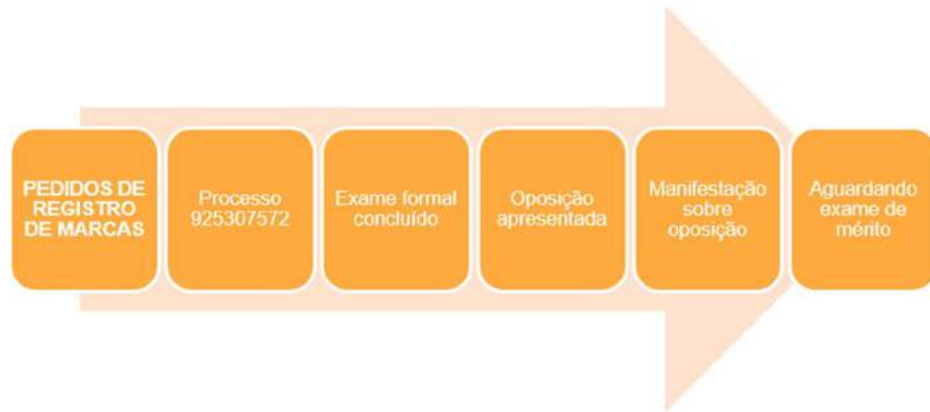 PEDIDOS DE
REGISTRO
DE MARCAS
Processo
925307572
Exame formal
concluído
Oposição
apresentada
Manifestação
sobre
oposição
Aguardando
exame de
mérito